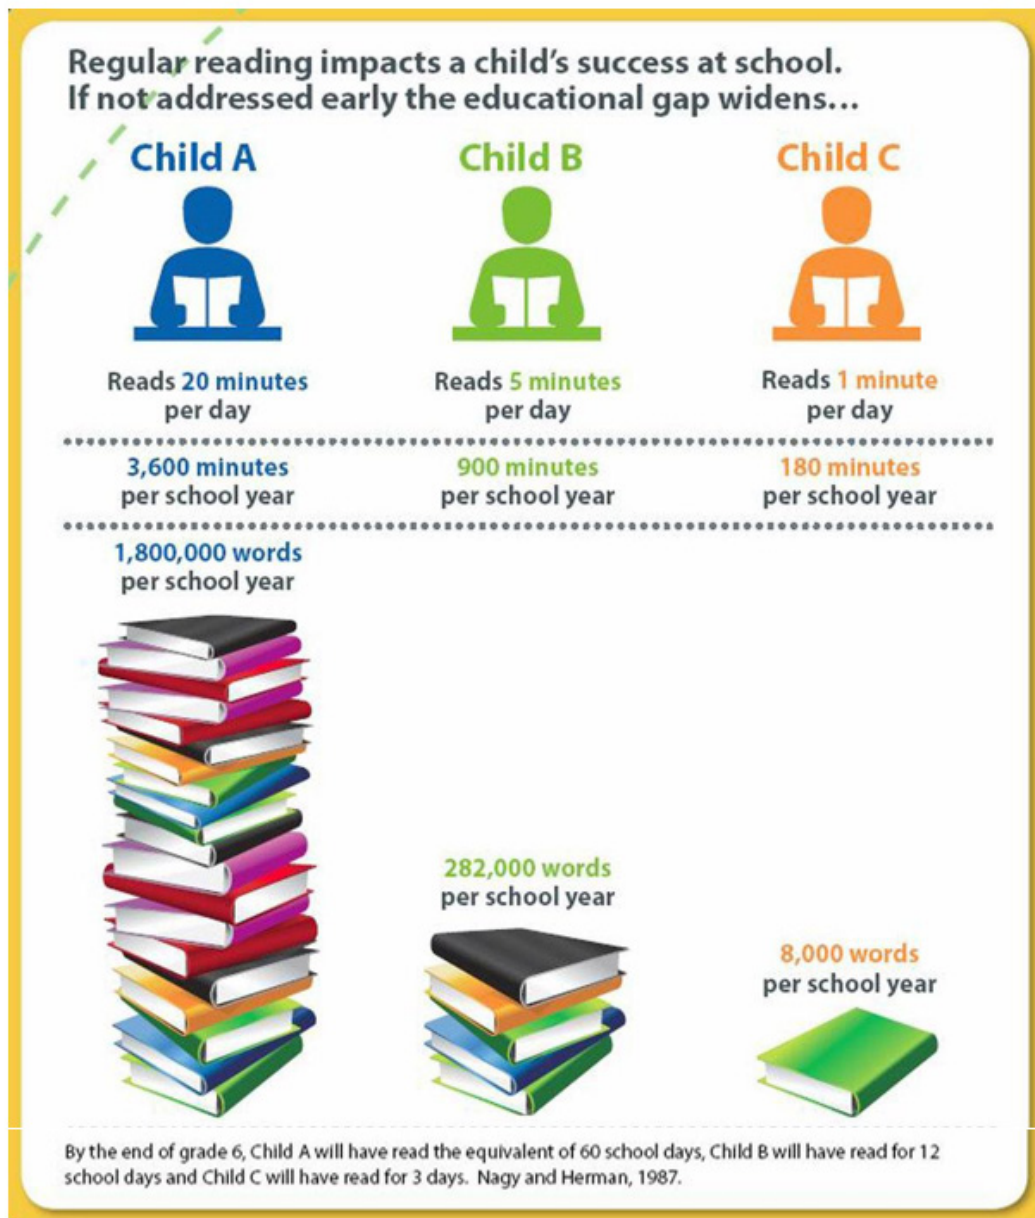 Regular reading impacts a child's success at school.
If not addressed early the educational gap widens...
Child A
Reads 20 minutes
per day
3,600 minutes
per school year
1,800,000 words
per school year
Child B
Reads 5 minutes
per day
900 minutes
per school year
282,000 words
per school year
Child C
Reads 1 minute
per day
180 minutes
per school year
8,000 words
per school year
By the end of grade 6, Child A will have read the equivalent of 60 school days, Child B will have read for 12
school days and Child C will have read for 3 days. Nagy and Herman, 1987.